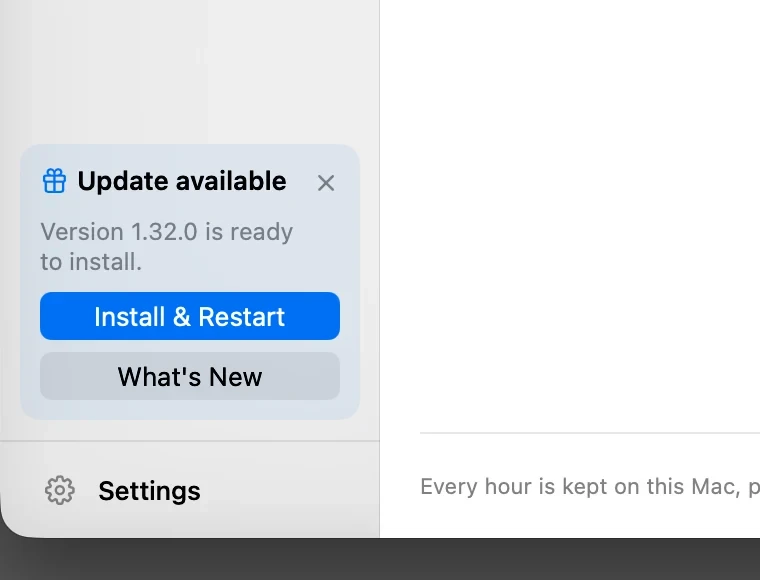 Update available
Version 1.32.0 is ready
to install.
Install & Restart
What's New
Settings
Every hour is kept on this Mac, p